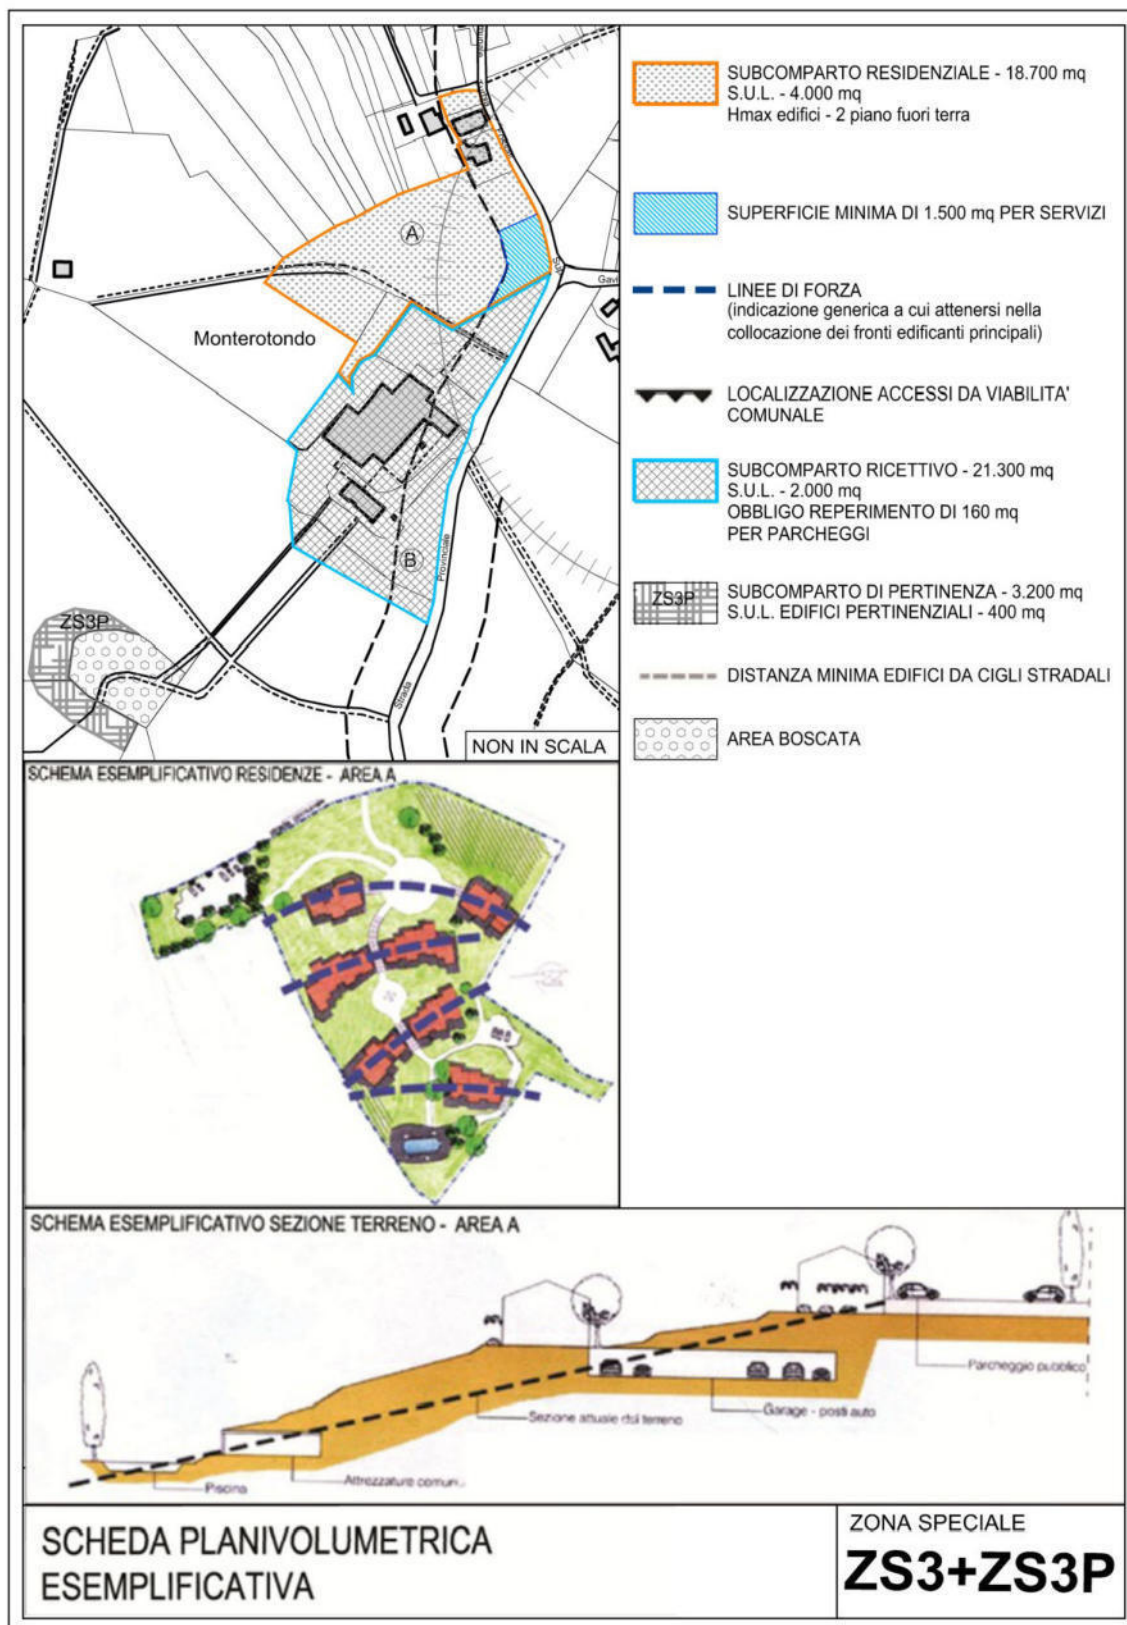 SUBCOMPARTO RESIDENZIALE - 18.700 mq
S.U.L. - 4.000 mq
Hmax edifici - 2 piano fuori terra
SUPERFICIE MINIMA DI 1.500 mq PER SERVIZI
LINEE DI FORZA
(indicazione generica a cui attenersi nella
collocazione dei fronti edificanti principali)
LOCALIZZAZIONE ACCESSI DA VIABILITA'
COMUNALE
SUBCOMPARTO RICETTIVO - 21.300 mq
S.U.L. - 2.000 mq
OBBLIGO REPERIMENTO DI 160 mq
PER PARCHEGGI
ZS3P
SUBCOMPARTO DI PERTINENZA - 3.200 mq
S.U.L. EDIFICI PERTINENZIALI - 400 mq
DISTANZA MINIMA EDIFICI DA CIGLI STRADALI
AREA BOSCATA
A
Monterotondo
B
Provinciale
Strada
ZS3P
NON IN SCALA
SCHEMA ESEMPLIFICATIVO RESIDENZE - AREA A
SCHEMA ESEMPLIFICATIVO SEZIONE TERRENO - AREA A
Parcheggio pubblico
Garage - posti auto
Sezione attuale del terreno
Attrezzature comuni
Piscina
SCHEDA PLANIVOLUMETRICA
ESEMPLIFICATIVA
ZONA SPECIALE
ZS3+ZS3P